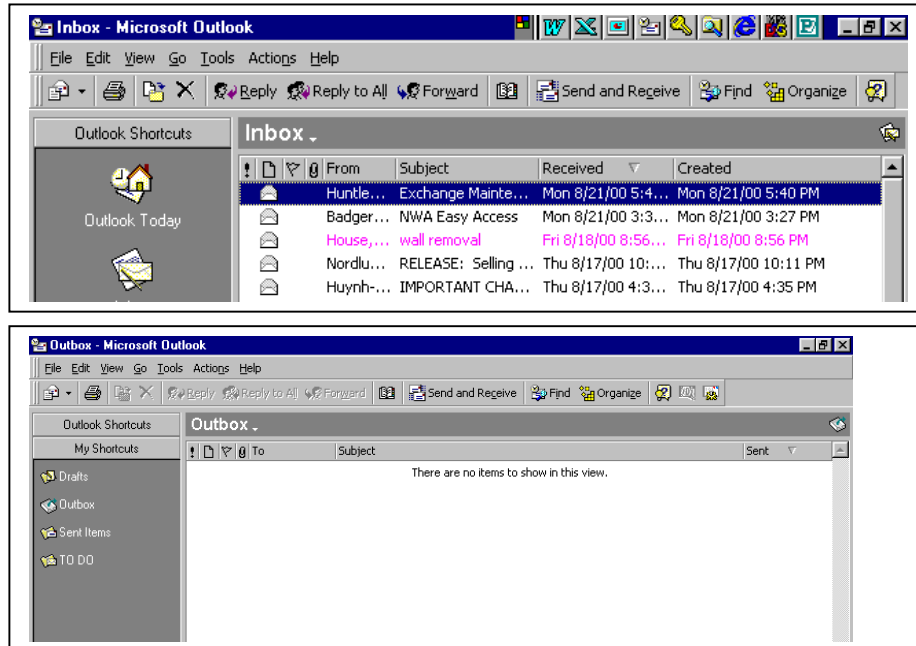 Inbox - Microsoft Outlook
File Edit View Go Tools Actions Help
Reply Reply to All Forward Send and Receive Find Organize
Outlook Shortcuts Inbox
! From Subject Received Created
Huntle... Exchange Mainte... Mon 8/21/00 5:4... Mon 8/21/00 5:40 PM
Outlook Today Badger... NWA Easy Access Mon 8/21/00 3:3... Mon 8/21/00 3:27 PM
House,... wall removal Fri 8/18/00 8:56... Fri 8/18/00 8:56 PM
Nordlu... RELEASE: Selling ... Thu 8/17/00 10:... Thu 8/17/00 10:11 PM
Huynh-... IMPORTANT CHA... Thu 8/17/00 4:3... Thu 8/17/00 4:35 PM
Outbox - Microsoft Outlook
File Edit View Go Tools Actions Help
Reply Reply to All Forward Send and Receive Find Organize
Outlook Shortcuts Outbox
My Shortcuts ! To Subject Sent
Drafts There are no items to show in this view.
Outbox
Sent Items
TO DO